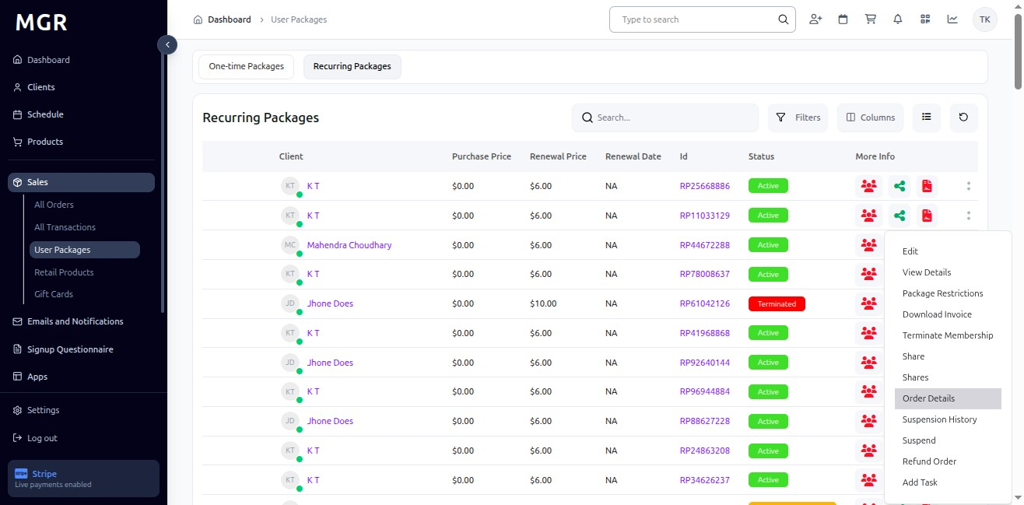 MGR
Dashboard
Clients
Schedule
Products
Sales
All Orders
All Transactions
User Packages
Retail Products
Gift Cards
Emails and Notifications
Signup Questionnaire
Apps
Settings
Log out
Stripe
Live payments enabled
Dashboard > User Packages
Type to search
TK
One-time Packages Recurring Packages
Recurring Packages
Search...
Filters
Columns
Client Purchase Price Renewal Price Renewal Date Id Status More Info
KT K T $0.00 $6.00 NA RP25668886 Active
KT K T $0.00 $6.00 NA RP11033129 Active
MC Mahendra Choudhary $0.00 $6.00 NA RP44672288 Active
KT K T $0.00 $6.00 NA RP78008637 Active
JD Jhone Does $0.00 $10.00 NA RP61042126 Terminated
KT K T $0.00 $6.00 NA RP41968868 Active
JD Jhone Does $0.00 $6.00 NA RP92640144 Active
KT K T $0.00 $6.00 NA RP96944884 Active
JD Jhone Does $0.00 $6.00 NA RP88627228 Active
KT K T $0.00 $6.00 NA RP24863208 Active
KT K T $0.00 $6.00 NA RP34626237 Active
Edit
View Details
Package Restrictions
Download Invoice
Terminate Membership
Share
Shares
Order Details
Suspension History
Suspend
Refund Order
Add Task